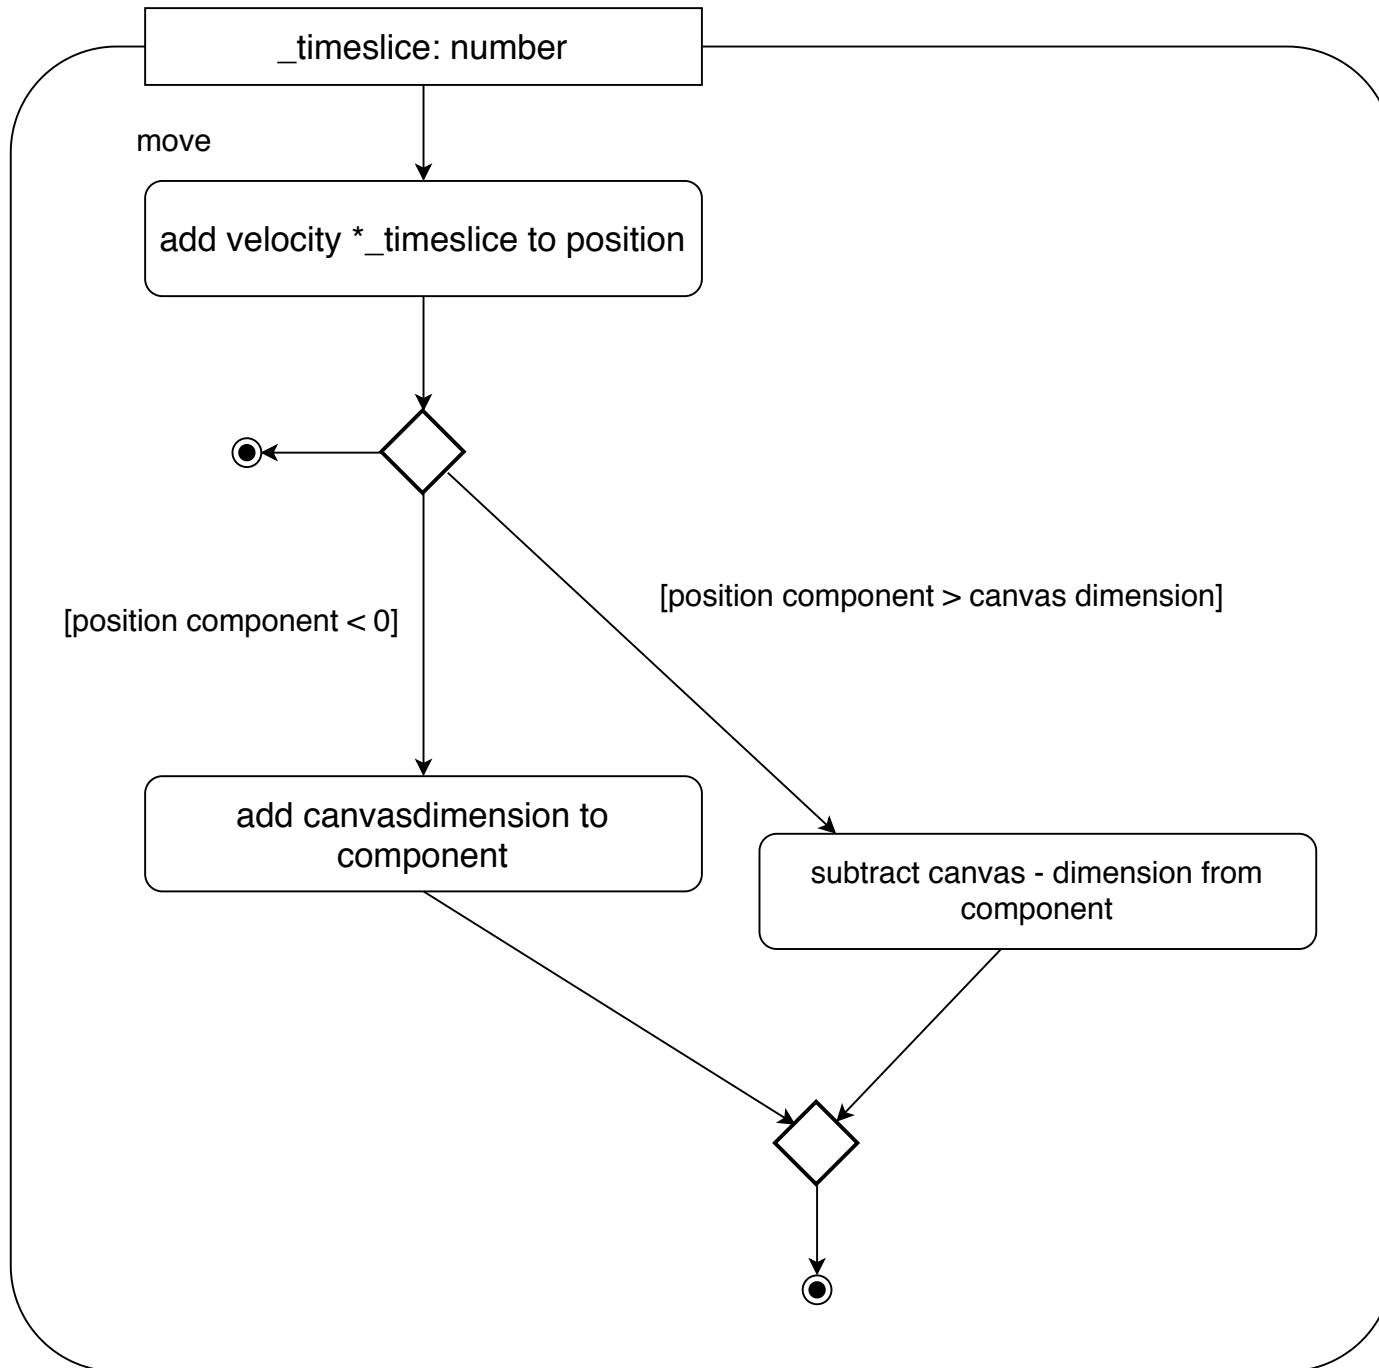 _timeslice: number
move
add velocity *_timeslice to position
[position component > canvas dimension]
[position component < 0]
add canvasdimension to
component
subtract canvas - dimension from
component